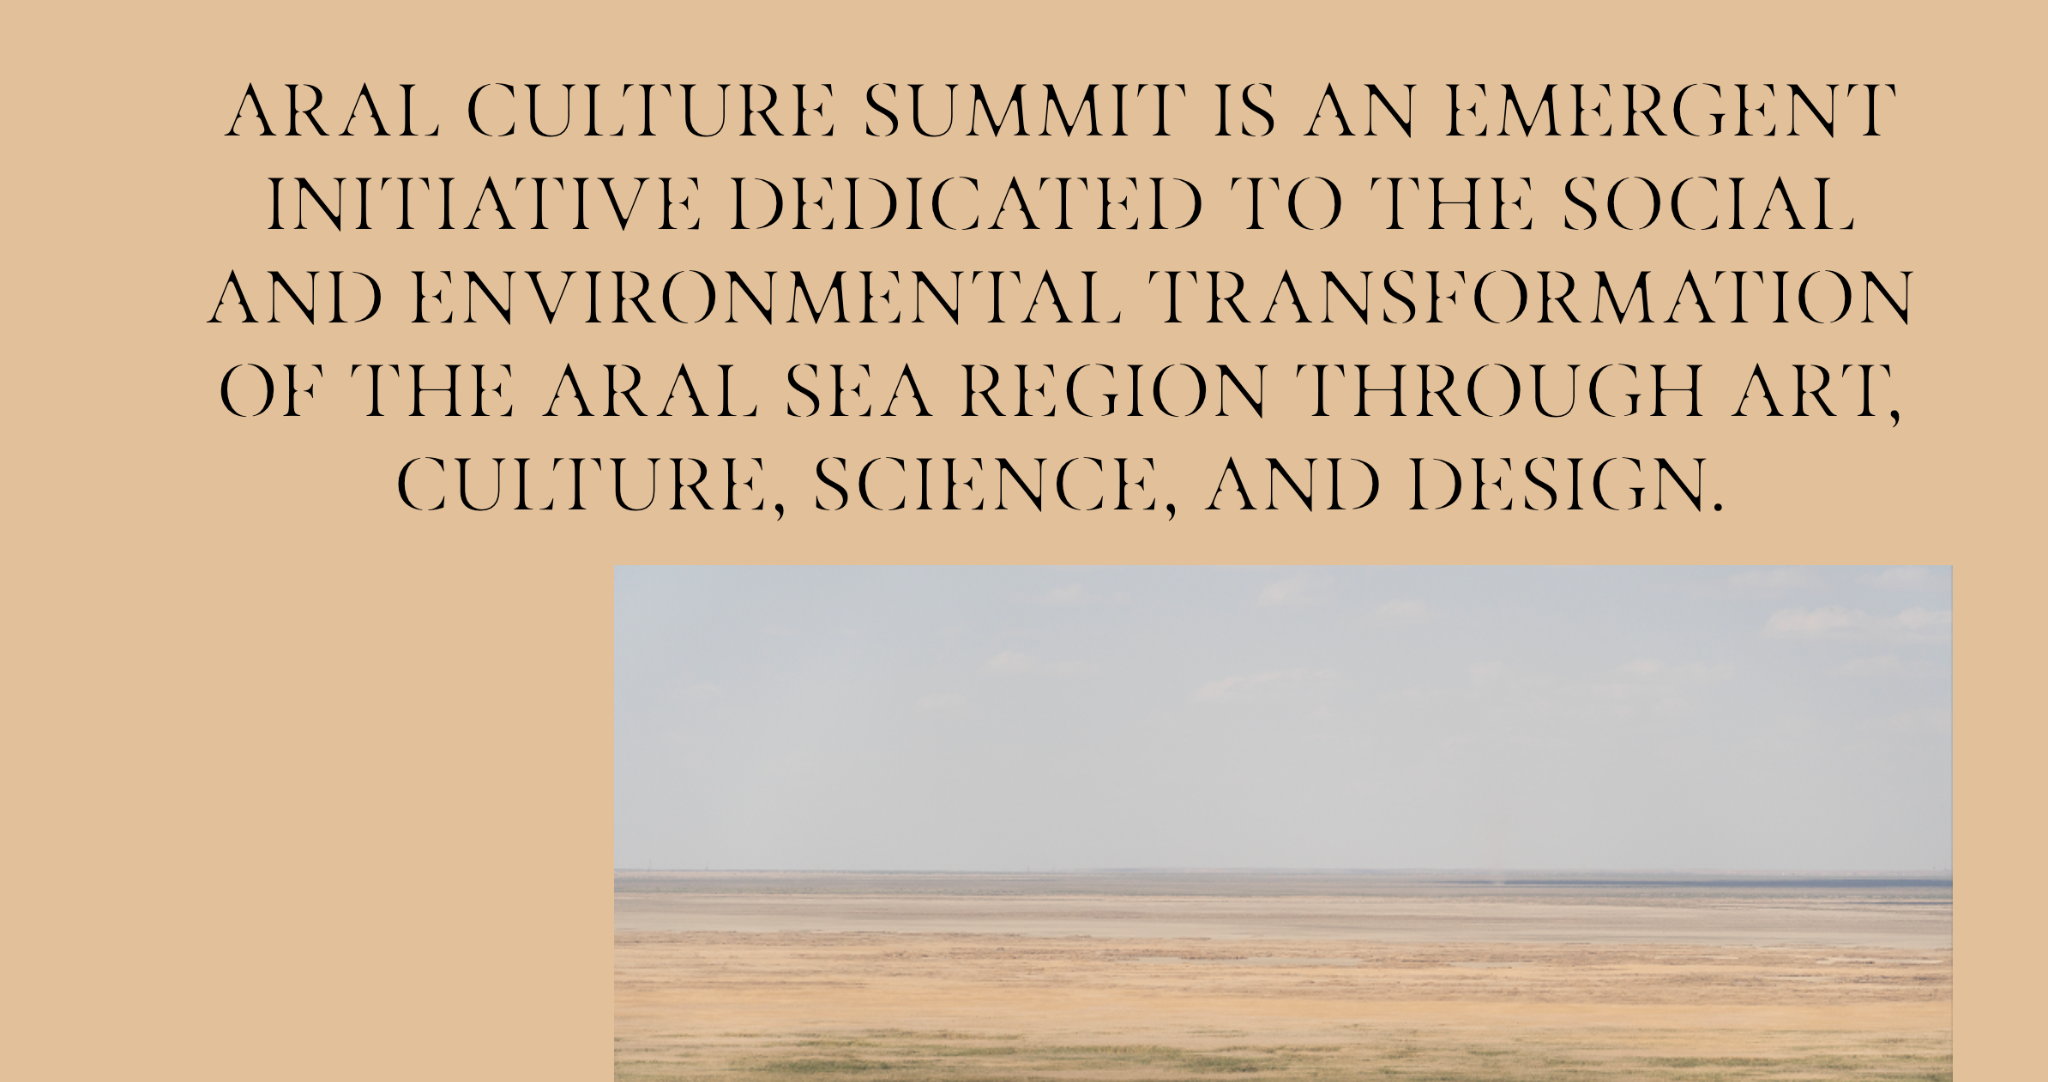 ARAL CULTURE SUMMIT IS AN EMERGENT
INITIATIVE DEDICATED TO THE SOCIAL
AND ENVIRONMENTAL TRANSFORMATION
OF THE ARAL SEA REGION THROUGH ART,
CULTURE, SCIENCE, AND DESIGN.